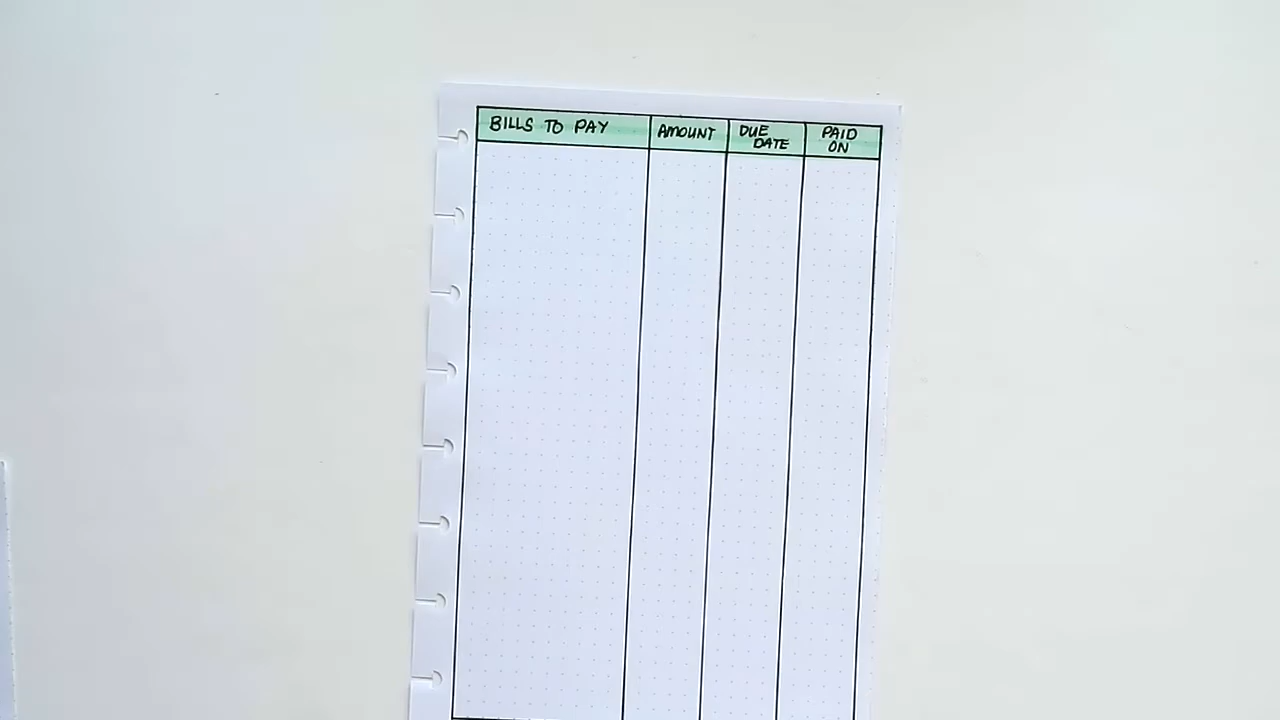 BILLS TO PAY
AMOUNT
DUE
DATE
PAID
ON